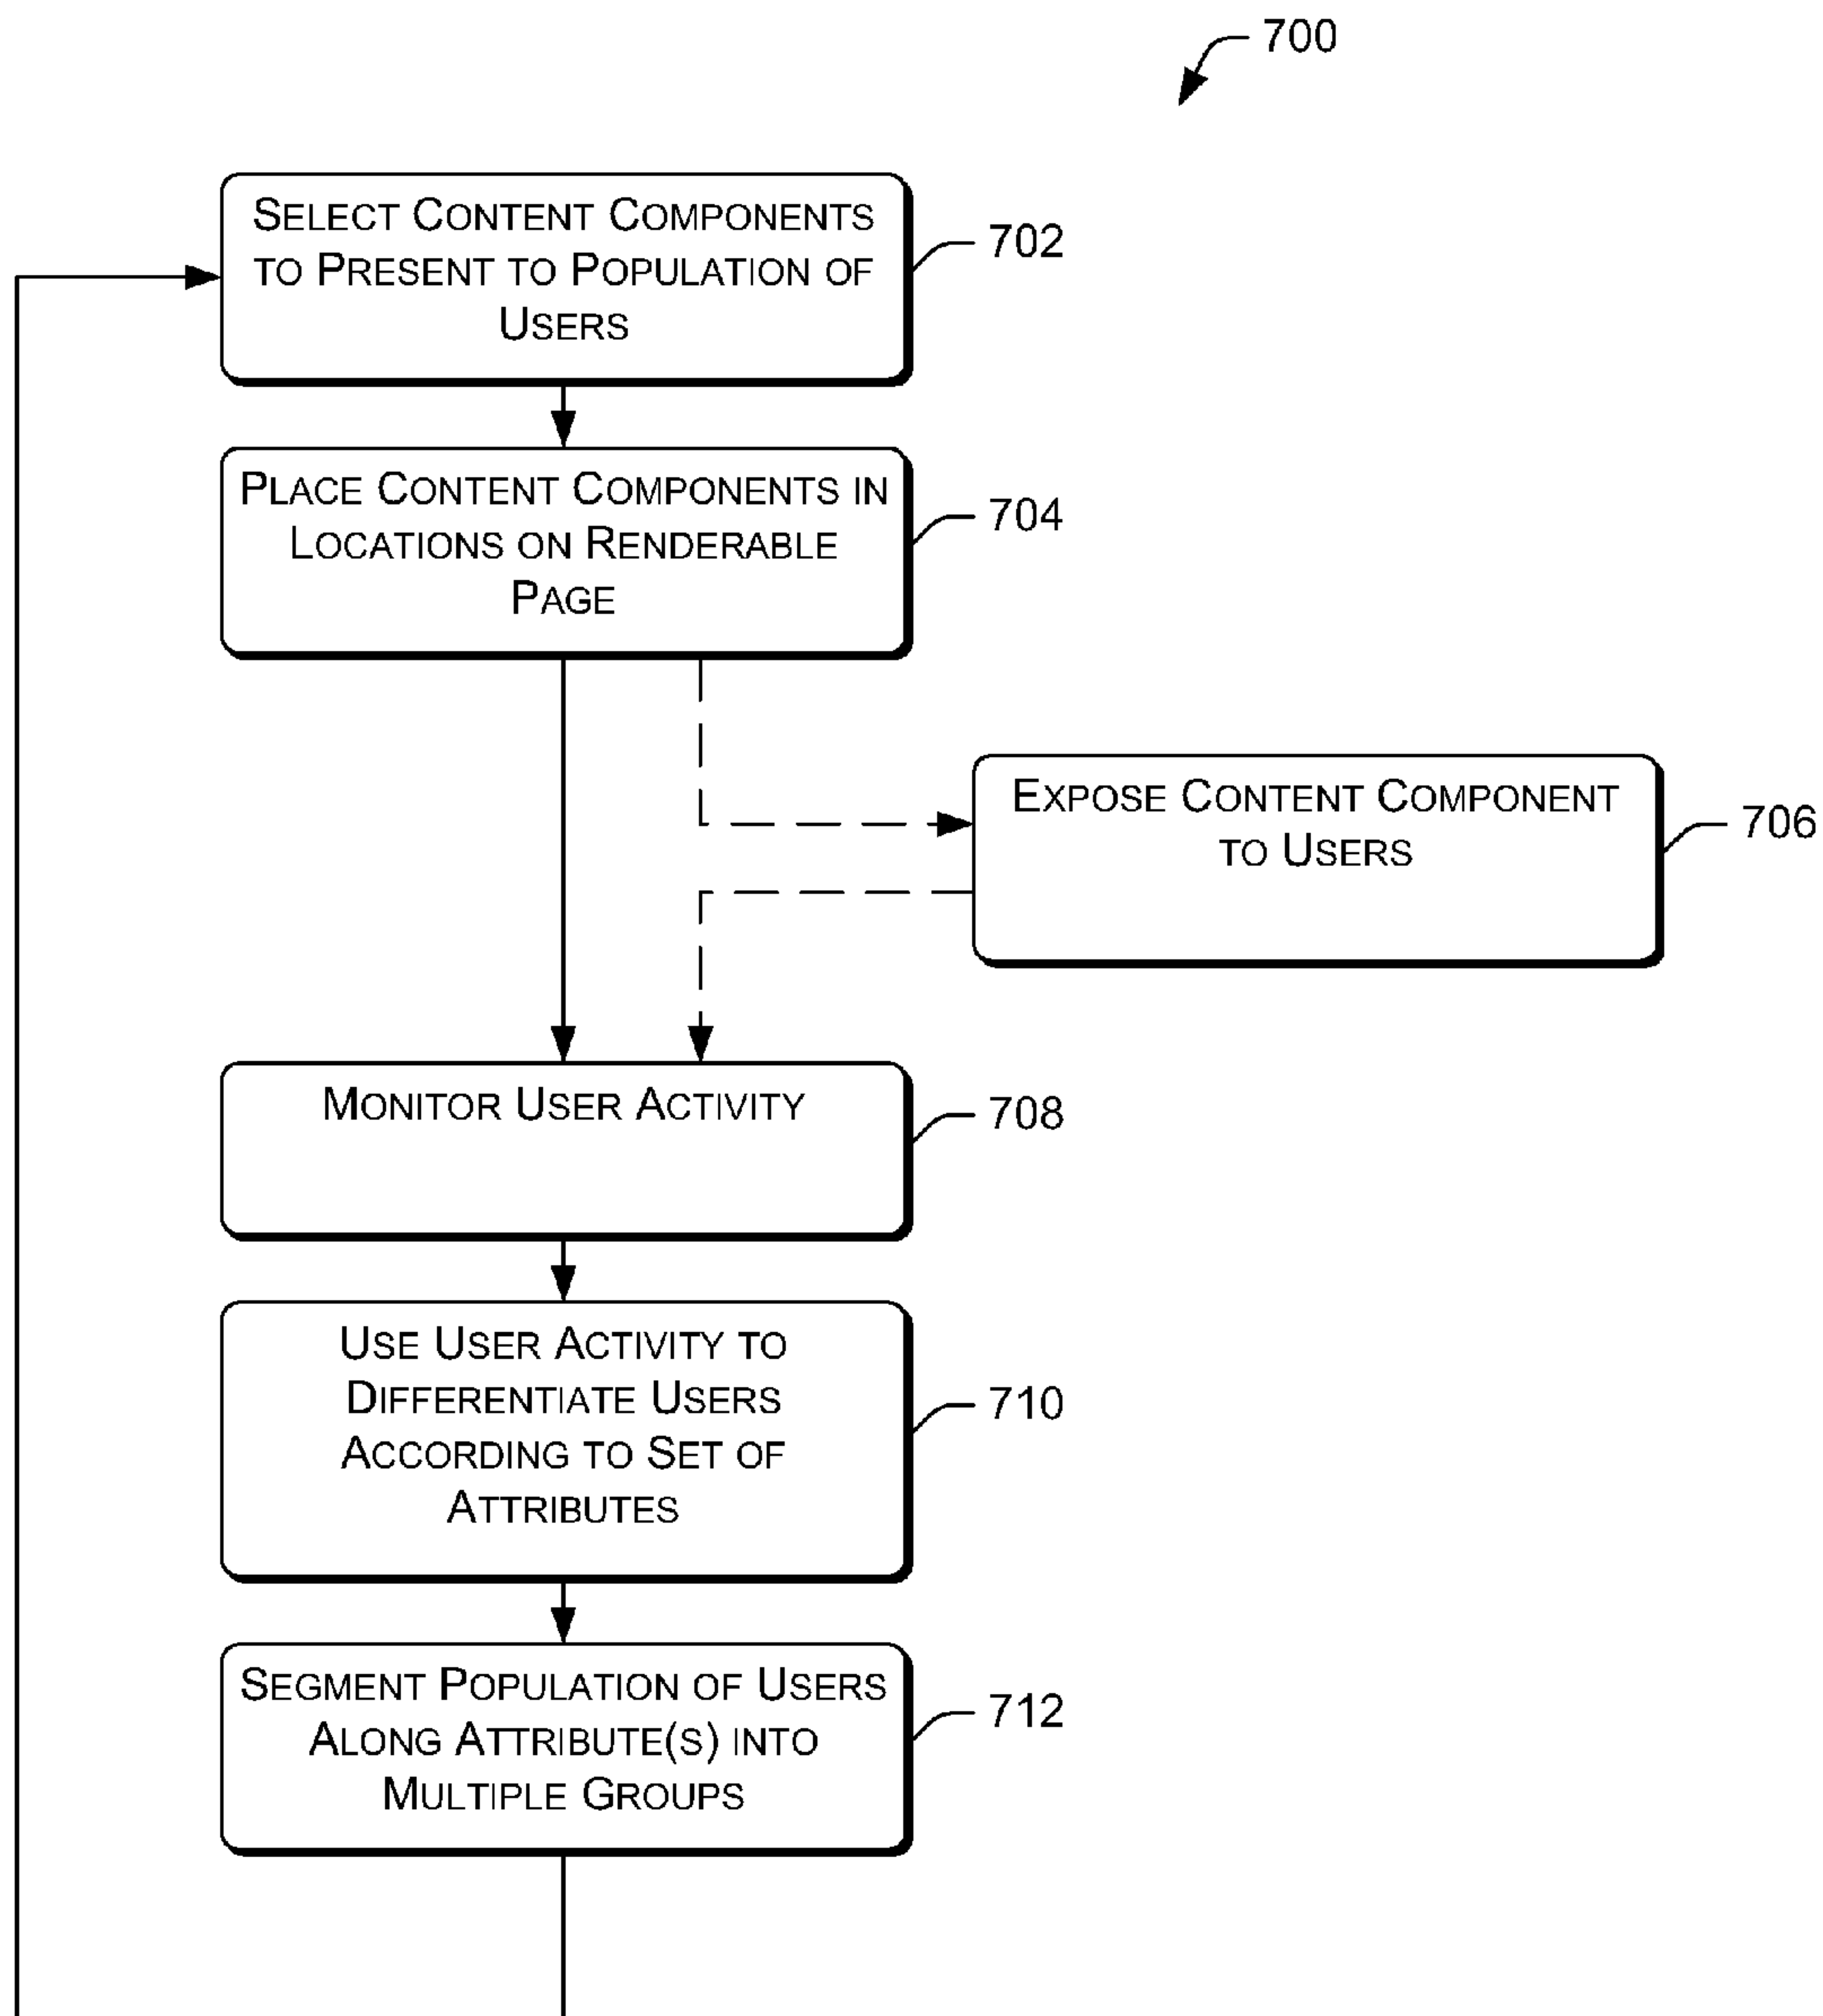 700
SELECT CONTENT COMPONENTS
TO PRESENT TO POPULATION OF
USERS
702
PLACE CONTENT COMPONENTS IN
LOCATIONS ON RENDERABLE
PAGE
704
EXPOSE CONTENT COMPONENT
TO USERS
706
MONITOR USER ACTIVITY
708
USE USER ACTIVITY TO
DIFFERENTIATE USERS
ACCORDING TO SET OF
ATTRIBUTES
710
SEGMENT POPULATION OF USERS
ALONG ATTRIBUTE(S) INTO
MULTIPLE GROUPS
712